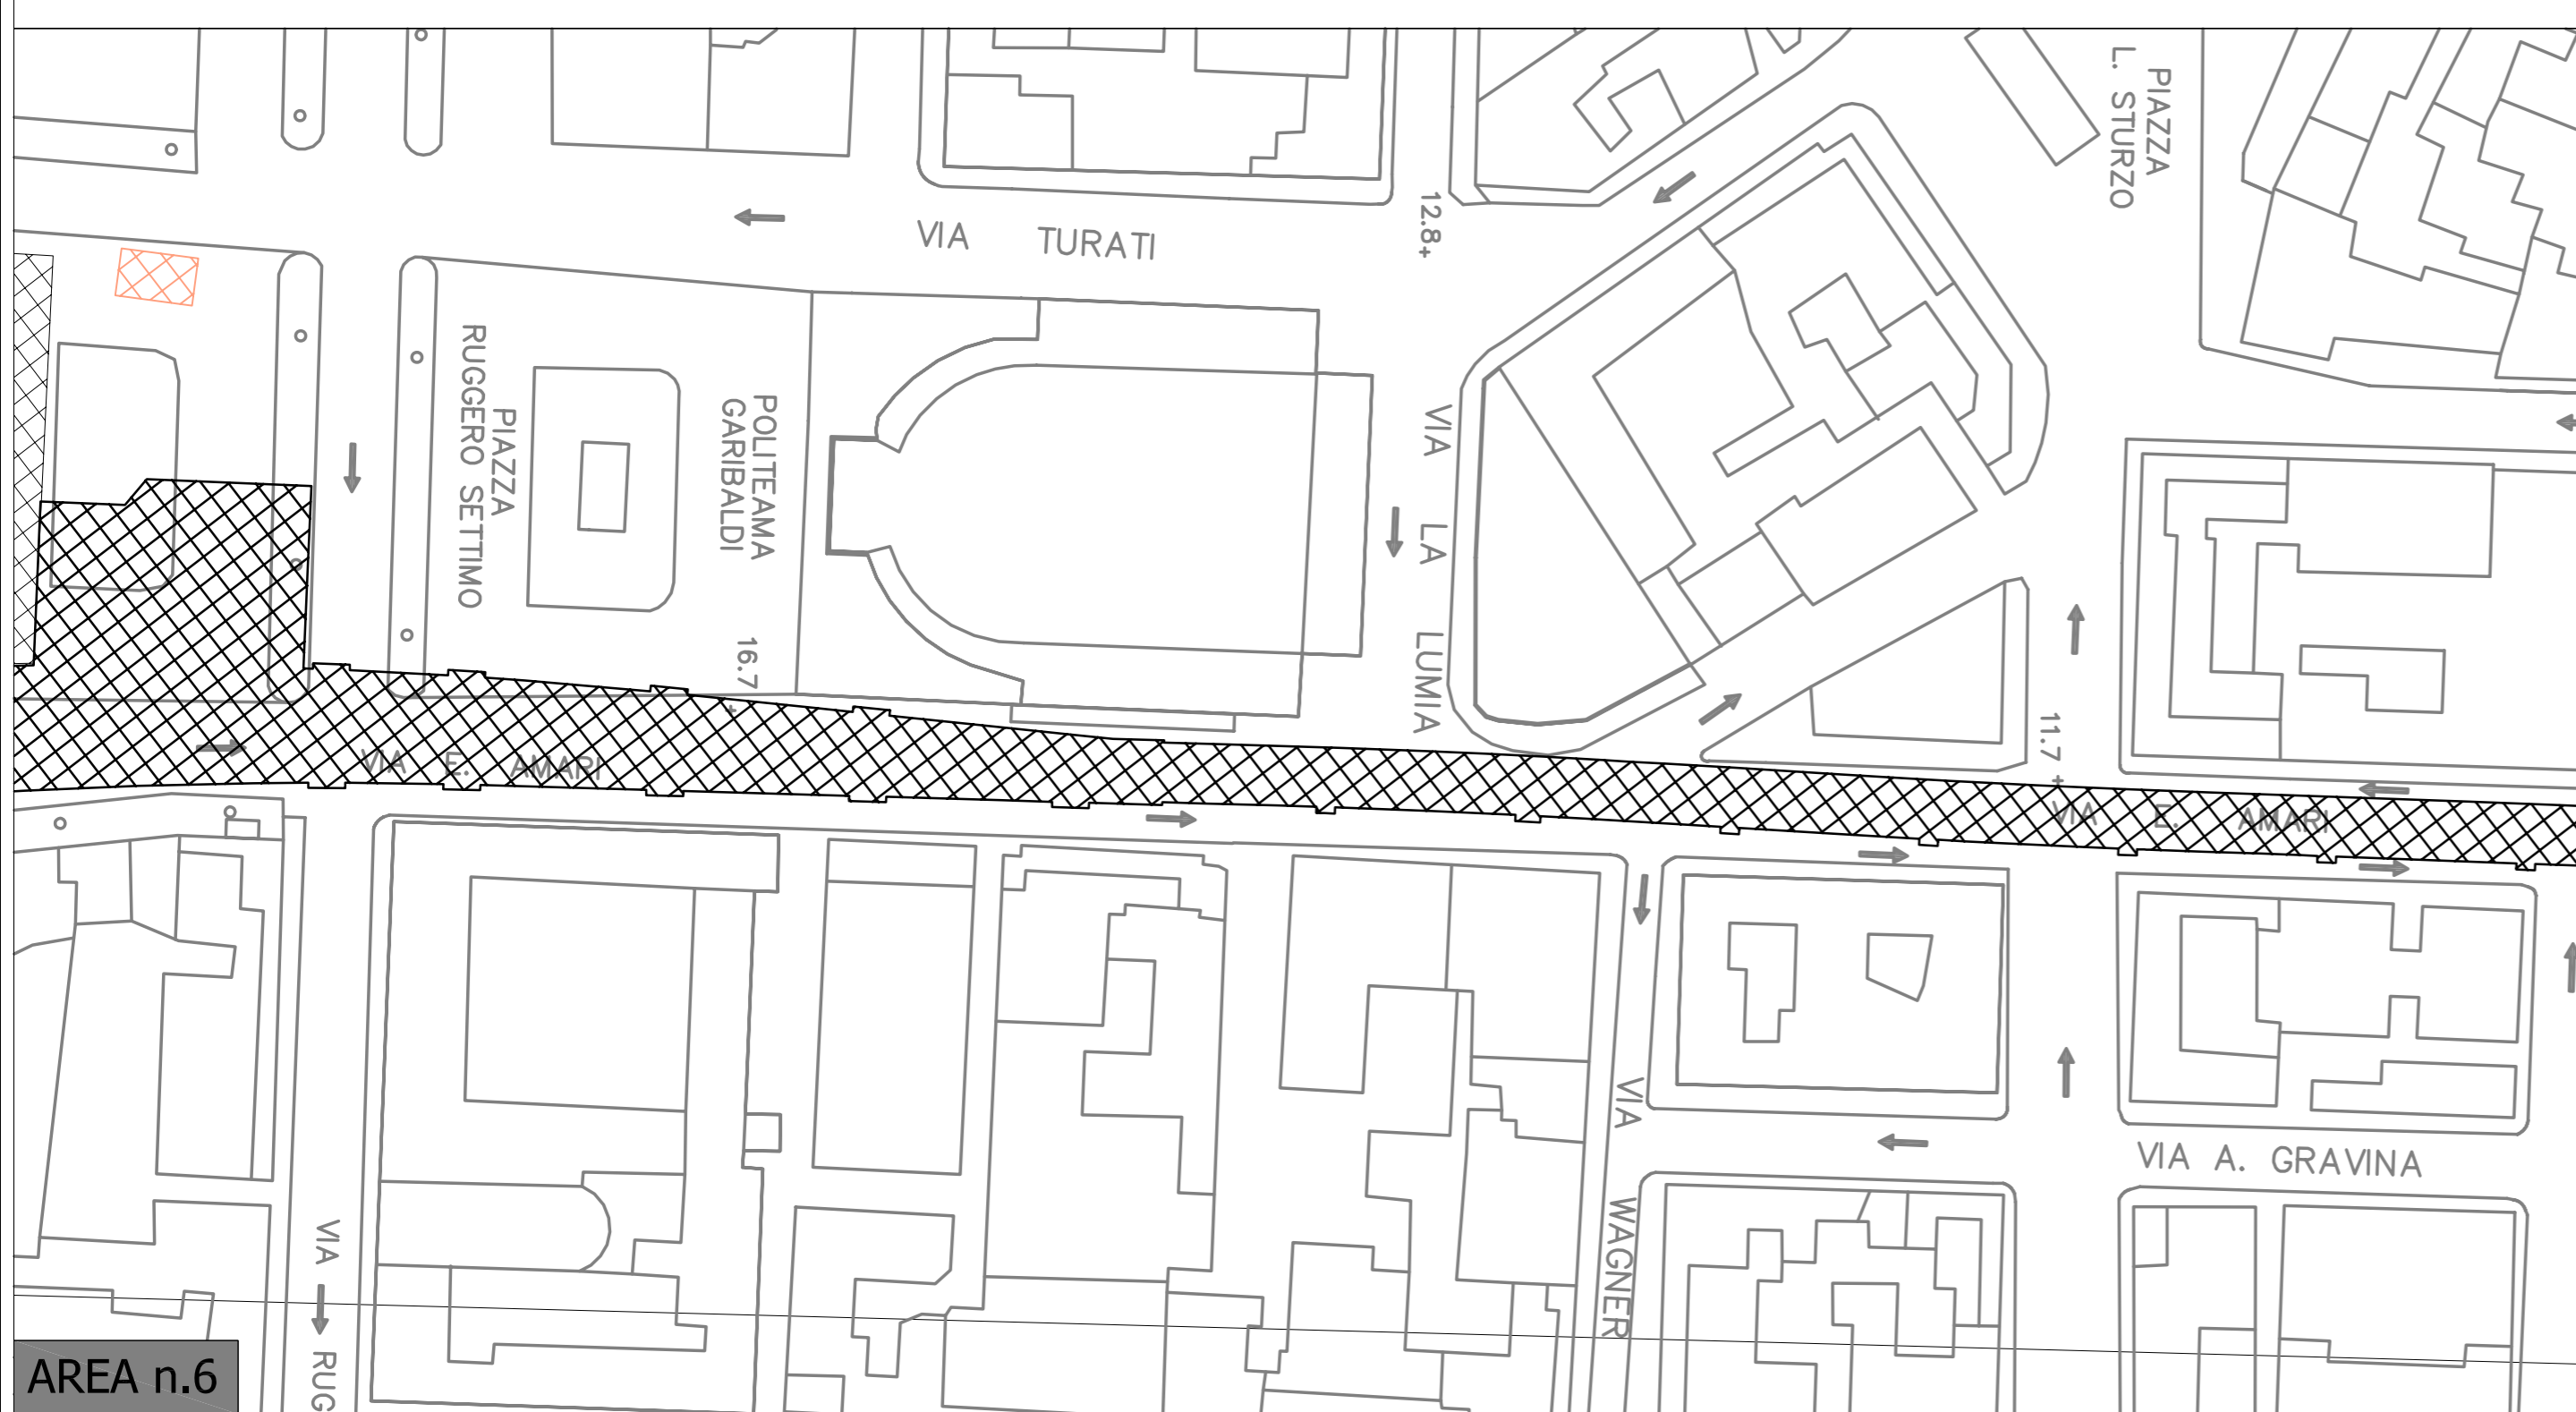 PIAZZA
L. STURZO
12.8+
VIA TURATI
PIAZZA
RUGGERO SETTIMO
POLITEAMA
GARIBALDI
VIA LA LUMIA
16.7
+
11.7 +
VIA E. AMARI
VIA E. AMARI
VIA WAGNER
VIA A. GRAVINA
VIA RUG
AREA n.6